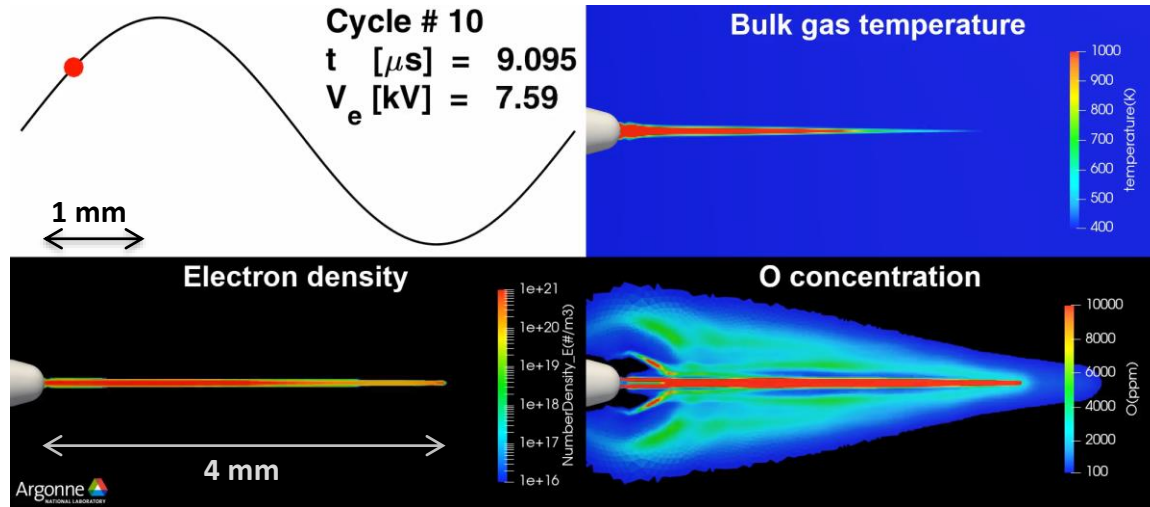 Cycle # 10
t [μs] = 9.095
V_e [kV] = 7.59
1 mm
Bulk gas temperature
1000
900
800
700
600
500
400
temperature(K)
Electron density
1e+21
1e+20
1e+19
1e+18
1e+17
1e+16
NumberDensity_E(#/m3)
4 mm
Argonne
NATIONAL LABORATORY
O concentration
10000
8000
6000
4000
2000
100
O(ppm)